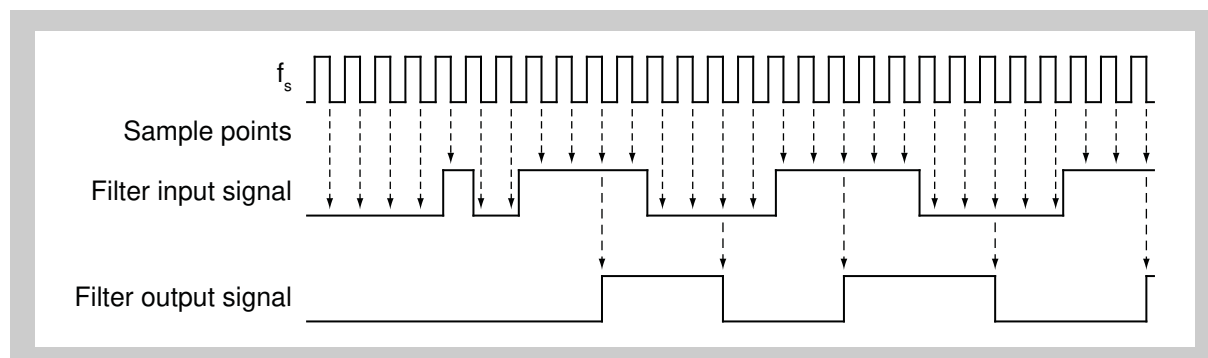 fs
Sample points
Filter input signal
Filter output signal